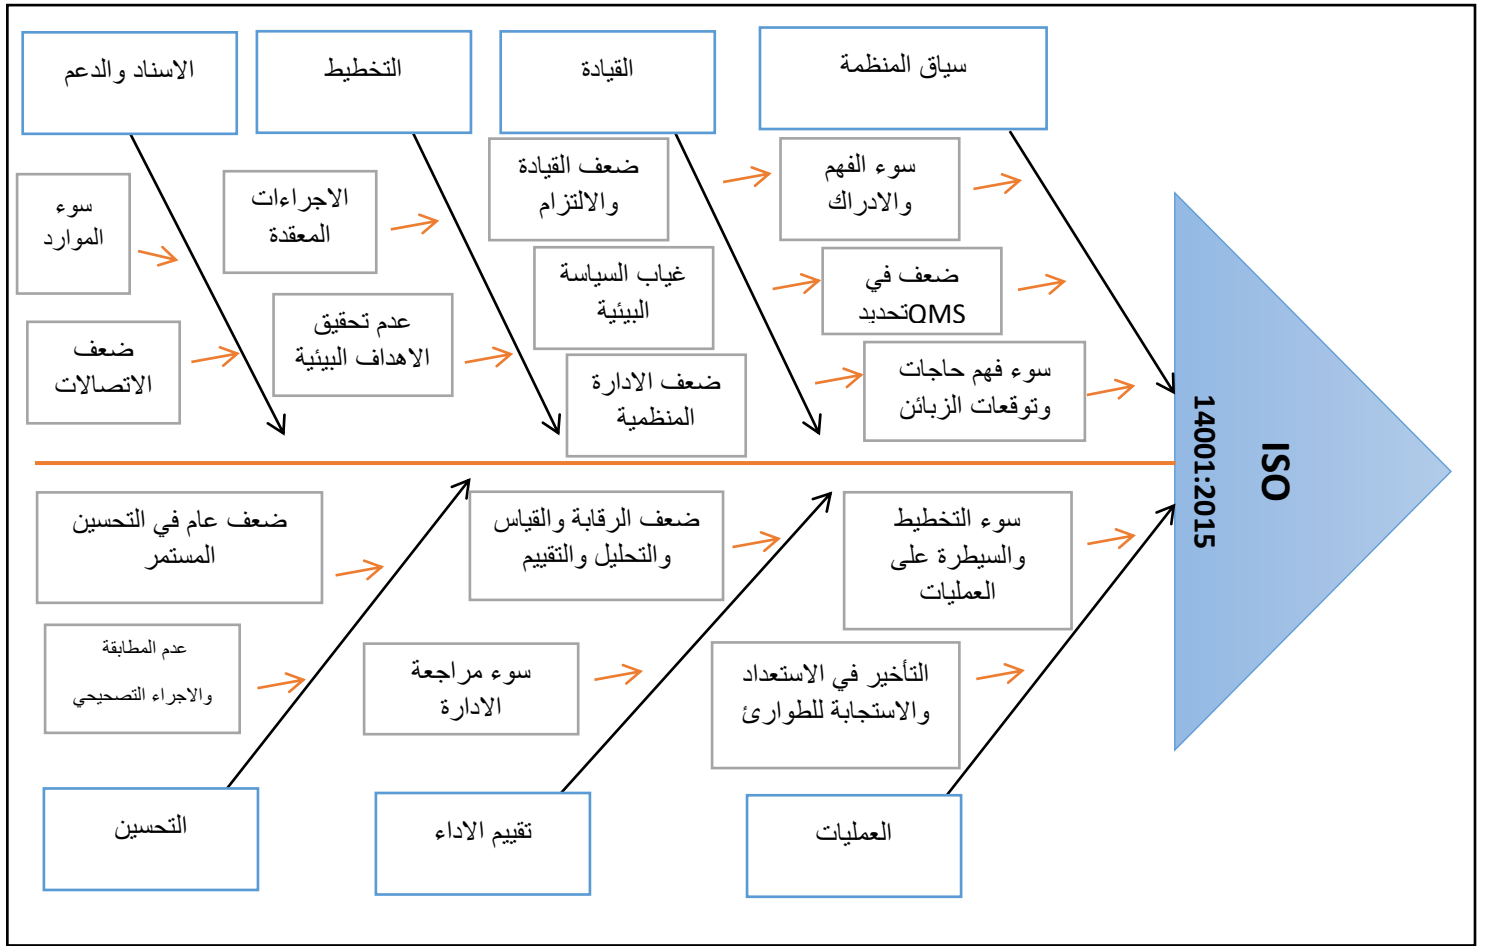 سياق المنظمة
القيادة
التخطيط
الاسناد والدعم
سوء الفهم
والادراك
ضعف في
تحديدQMS
سوء فهم حاجات
وتوقعات الزبائن
ضعف القيادة
والالتزام
غياب السياسة
البيئية
ضعف الادارة
المنظمية
الاجراءات
المعقدة
عدم تحقيق
الاهداف البيئية
سوء
الموارد
ضعف
الاتصالات
ISO
14001:2015
سوء التخطيط
والسيطرة على
العمليات
التأخير في الاستعداد
والاستجابة للطوارئ
ضعف الرقابة والقياس
والتحليل والتقييم
سوء مراجعة
الادارة
ضعف عام في التحسين
المستمر
عدم المطابقة
والاجراء التصحيحي
العمليات
تقييم الاداء
التحسين